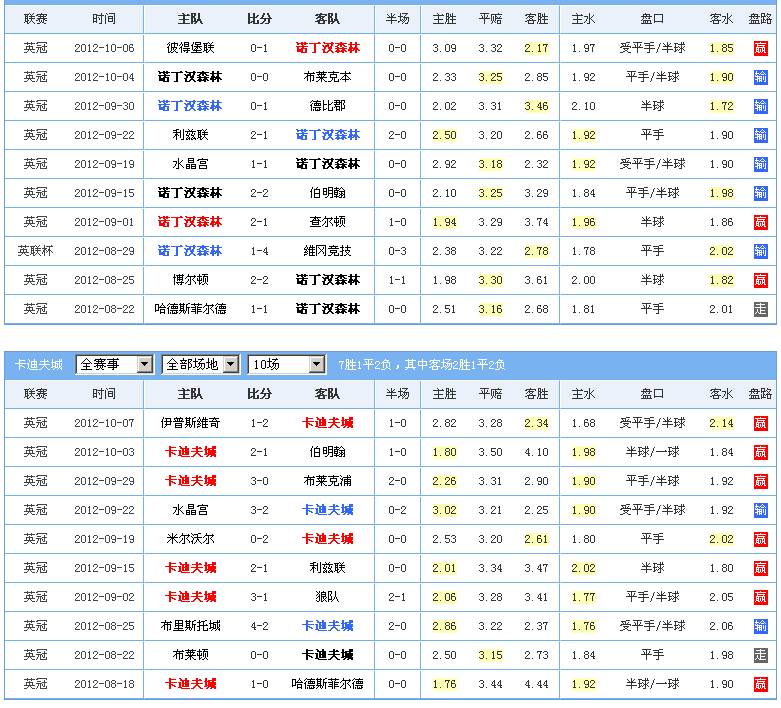 联赛 时间 主队 比分 客队 半场 主胜 平赔 客胜 主水 盘口 客水 盘路
英冠 2012-10-06 彼得堡联 0-1 诺丁汉森林 0-0 3.09 3.32 2.17 1.97 受平手/半球 1.85 赢
英冠 2012-10-04 诺丁汉森林 0-0 布莱克本 0-0 2.33 3.25 2.85 1.92 平手/半球 1.90 输
英冠 2012-09-30 诺丁汉森林 0-1 德比郡 0-0 2.02 3.31 3.46 2.10 半球 1.72 输
英冠 2012-09-22 利兹联 2-1 诺丁汉森林 2-0 2.50 3.20 2.66 1.92 平手 1.90 输
英冠 2012-09-19 水晶宫 1-1 诺丁汉森林 0-0 2.92 3.18 2.32 1.92 受平手/半球 1.90 输
英冠 2012-09-15 诺丁汉森林 2-2 伯明翰 0-0 2.10 3.25 3.29 1.84 平手/半球 1.98 输
英冠 2012-09-01 诺丁汉森林 2-1 查尔顿 1-0 1.94 3.29 3.74 1.96 半球 1.86 赢
英联杯 2012-08-29 诺丁汉森林 1-4 维冈竞技 0-3 2.38 3.22 2.78 1.78 平手 2.02 输
英冠 2012-08-25 博尔顿 2-2 诺丁汉森林 1-1 1.98 3.30 3.61 2.00 半球 1.82 赢
英冠 2012-08-22 哈德斯菲尔德 1-1 诺丁汉森林 0-0 2.51 3.16 2.68 1.81 平手 2.01 走
卡迪夫城 全赛事 全部场地 10场 7胜1平2负，其中客场2胜1平2负
联赛 时间 主队 比分 客队 半场 主胜 平赔 客胜 主水 盘口 客水 盘路
英冠 2012-10-07 伊普斯维奇 1-2 卡迪夫城 1-0 2.82 3.28 2.34 1.68 受平手/半球 2.14 赢
英冠 2012-10-03 卡迪夫城 2-1 伯明翰 1-0 1.80 3.50 4.10 1.98 半球/一球 1.84 赢
英冠 2012-09-29 卡迪夫城 3-0 布莱克浦 2-0 2.26 3.31 2.90 1.90 平手/半球 1.92 赢
英冠 2012-09-22 水晶宫 3-2 卡迪夫城 0-2 3.02 3.21 2.25 1.90 受平手/半球 1.92 输
英冠 2012-09-19 米尔沃尔 0-2 卡迪夫城 0-0 2.53 3.20 2.61 1.80 平手 2.02 赢
英冠 2012-09-15 卡迪夫城 2-1 利兹联 0-0 2.01 3.34 3.47 2.02 半球 1.80 赢
英冠 2012-09-02 卡迪夫城 3-1 狼队 2-1 2.06 3.28 3.41 1.77 平手/半球 2.05 赢
英冠 2012-08-25 布里斯托城 4-2 卡迪夫城 2-0 2.86 3.22 2.37 1.76 受平手/半球 2.06 输
英冠 2012-08-22 布莱顿 0-0 卡迪夫城 0-0 2.50 3.15 2.73 1.84 平手 1.98 走
英冠 2012-08-18 卡迪夫城 1-0 哈德斯菲尔德 0-0 1.76 3.44 4.44 1.92 半球/一球 1.90 赢